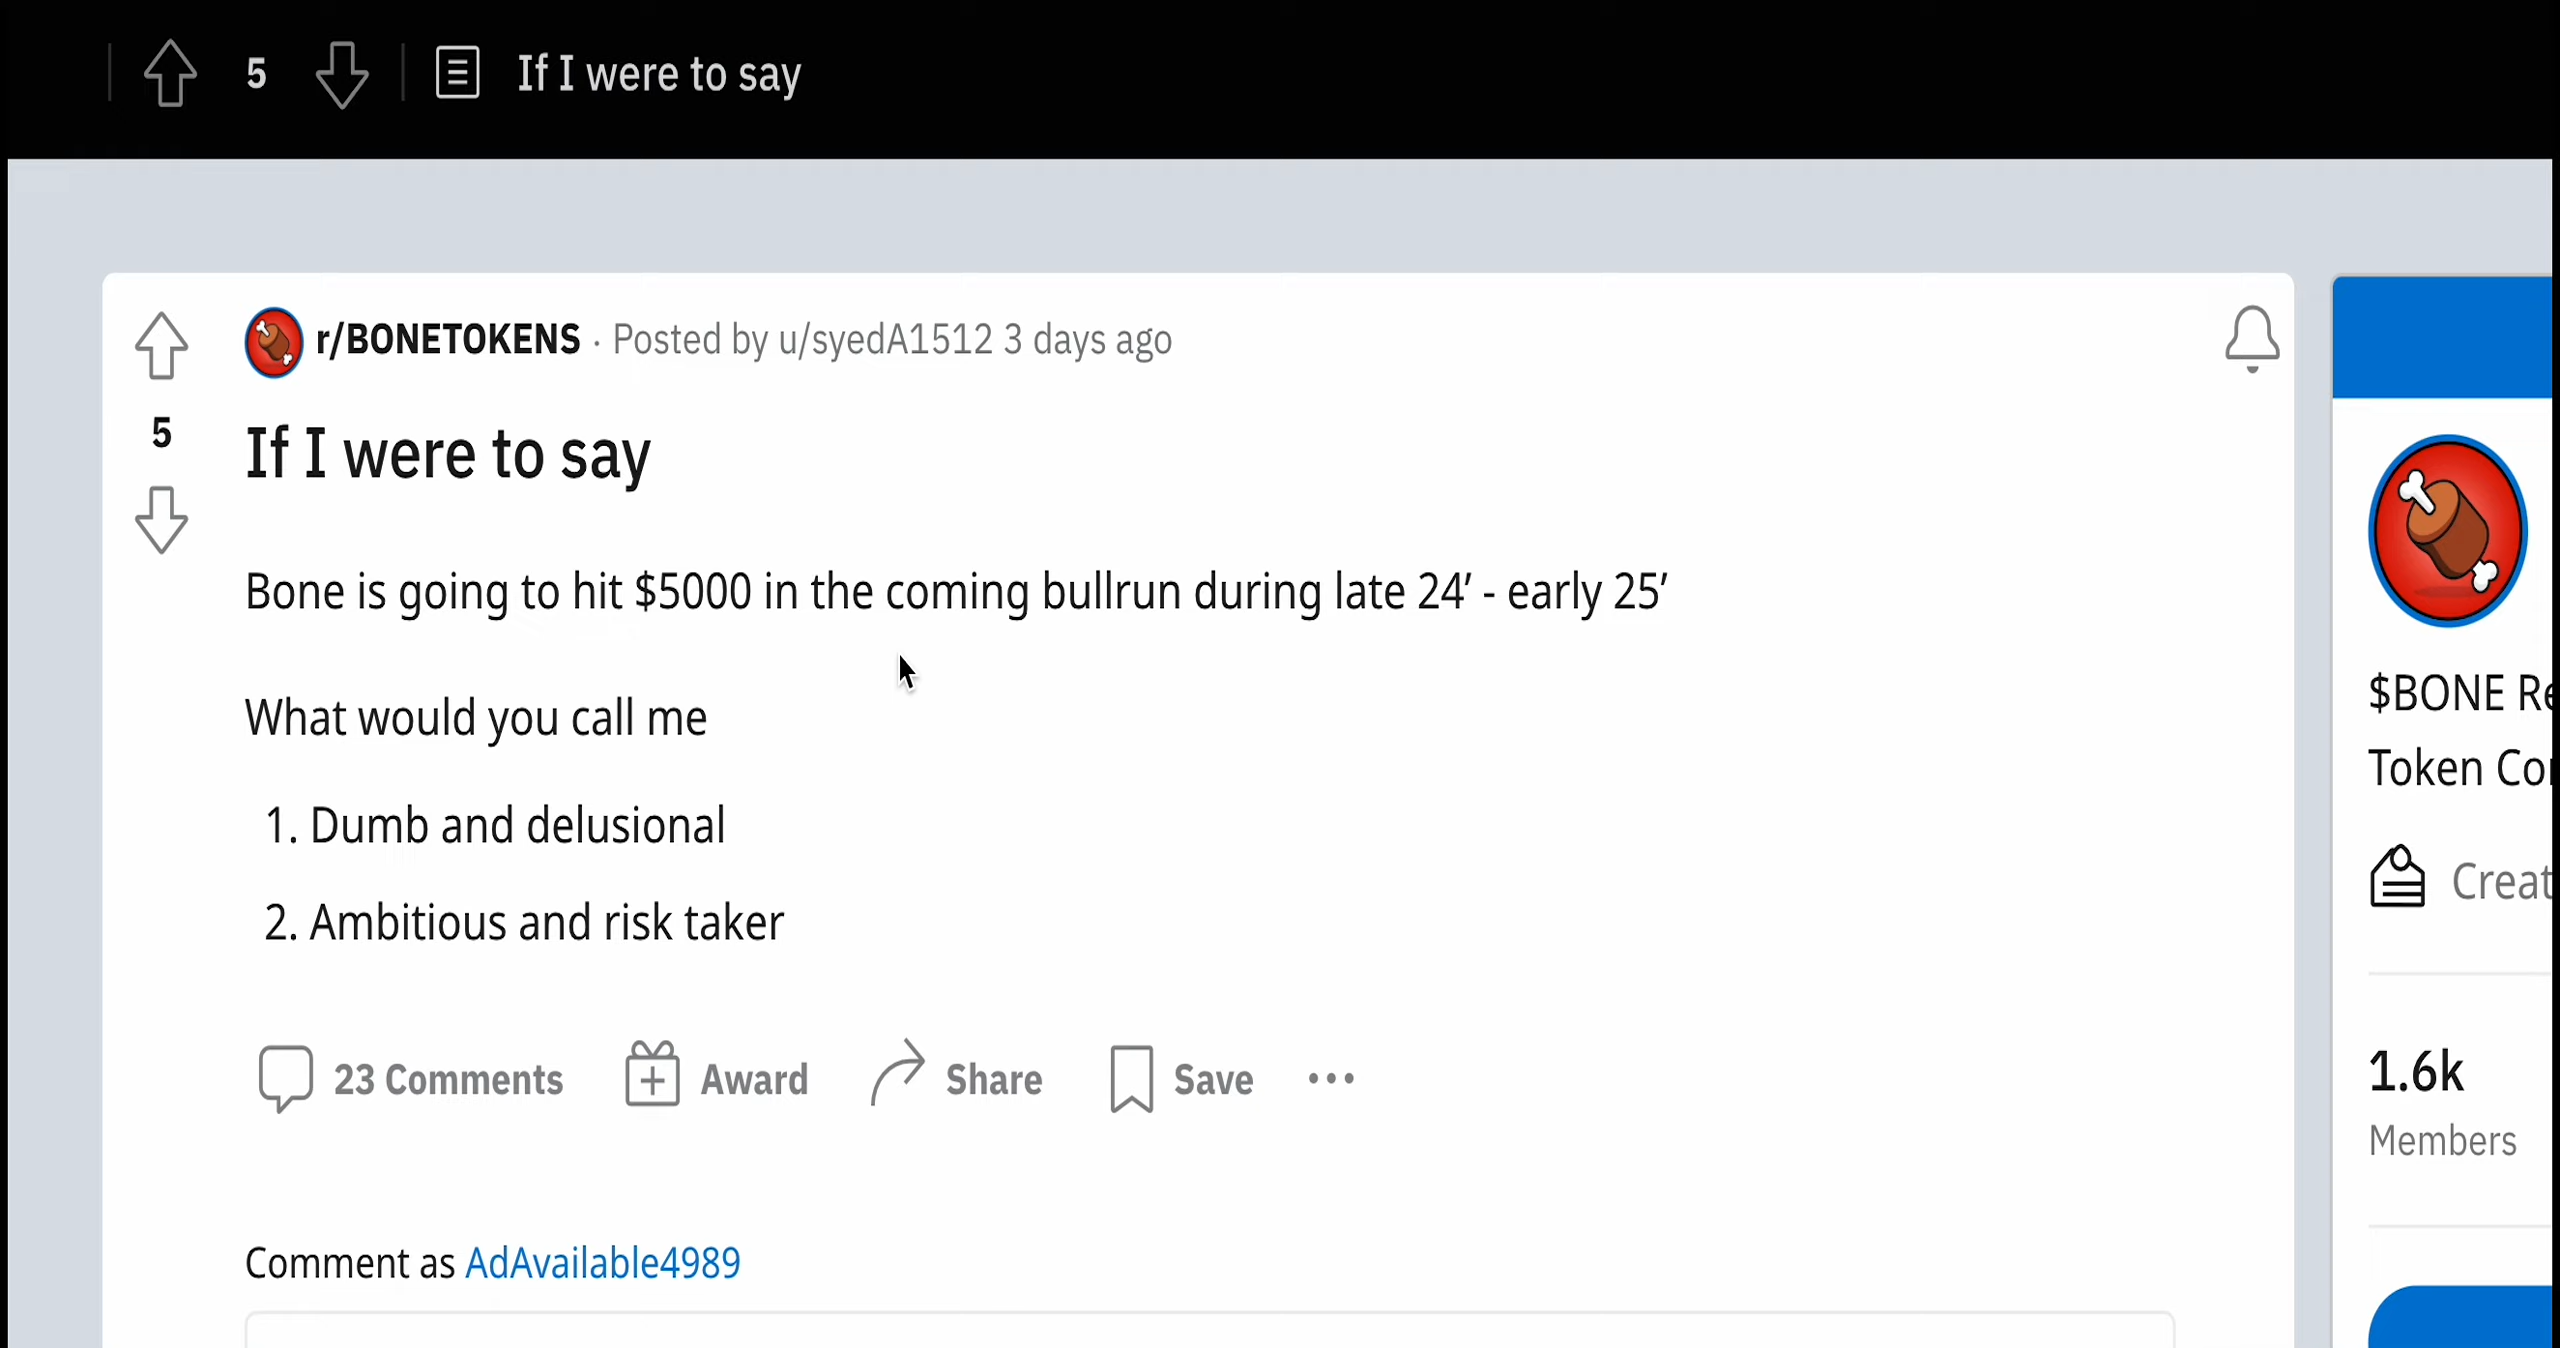 5
If I were to say
r/BONETOKENS · Posted by u/syedA1512 3 days ago
5
If I were to say
Bone is going to hit $5000 in the coming bullrun during late 24’ - early 25’
What would you call me
1. Dumb and delusional
2. Ambitious and risk taker
23 Comments Award Share Save
Comment as AdAvailable4989
$BONE
Token
1.6k
Members